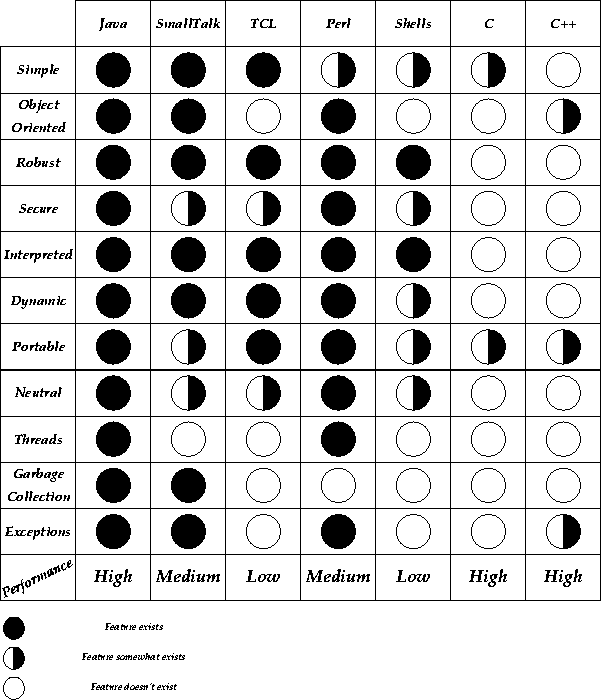 Java SmallTalk TCL Perl Shells C C++
Simple
Object
Oriented
Robust
Secure
Interpreted
Dynamic
Portable
Neutral
Threads
Garbage
Collection
Exceptions
Performance High Medium Low Medium Low High High
Feature exists
Feature somewhat exists
Feature doesn't exist